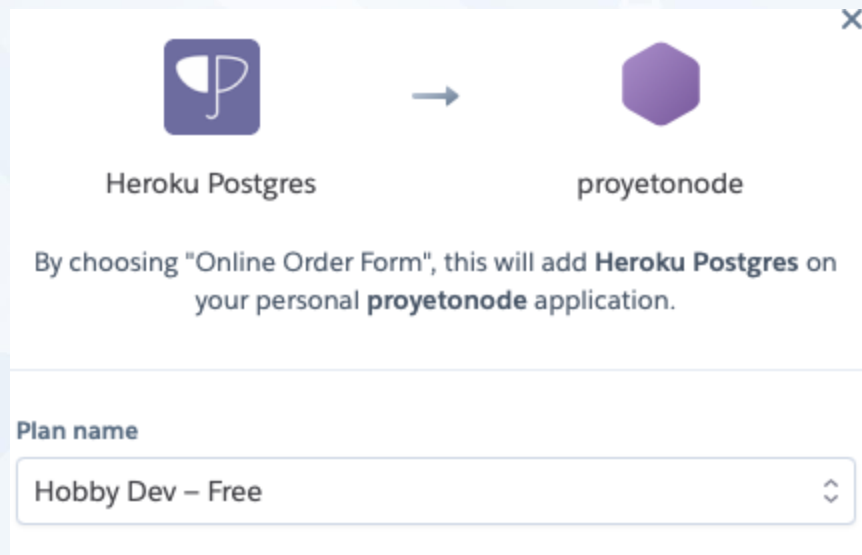 Heroku Postgres
proyetonode
By choosing "Online Order Form", this will add Heroku Postgres on
your personal proyetonode application.
Plan name
Hobby Dev – Free